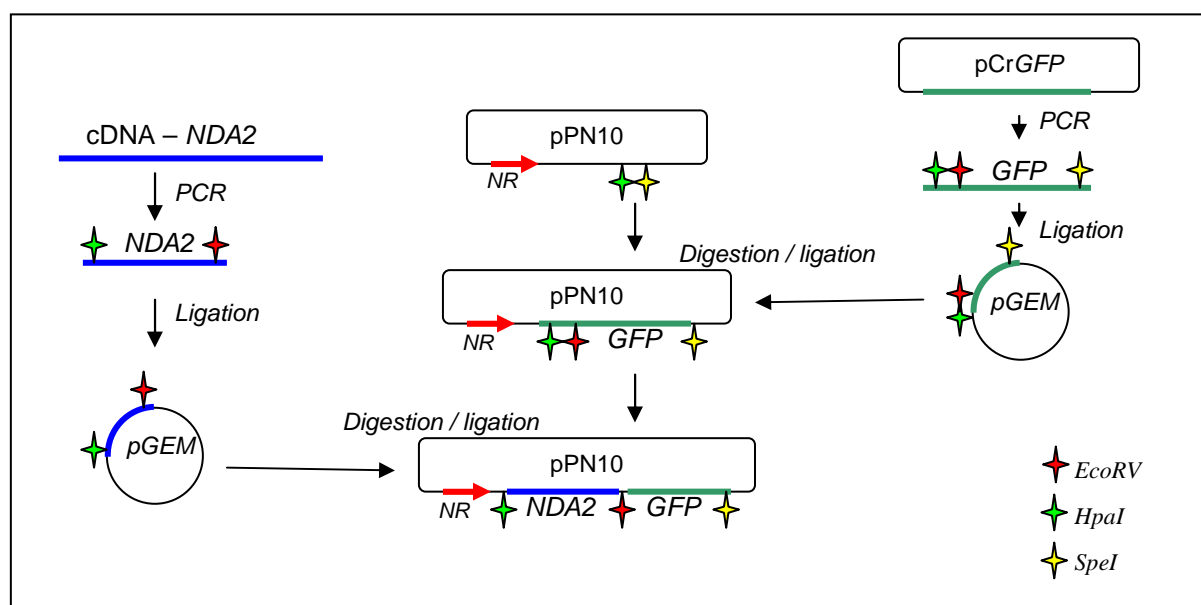 pCrGFP
PCR
GFP
Ligation
pGEM
cDNA – NDA2
PCR
NDA2
Ligation
pGEM
pPN10
NR
Digestion / ligation
pPN10
NR
GFP
Digestion / ligation
pPN10
NR
NDA2
GFP
EcoRV
HpaI
SpeI